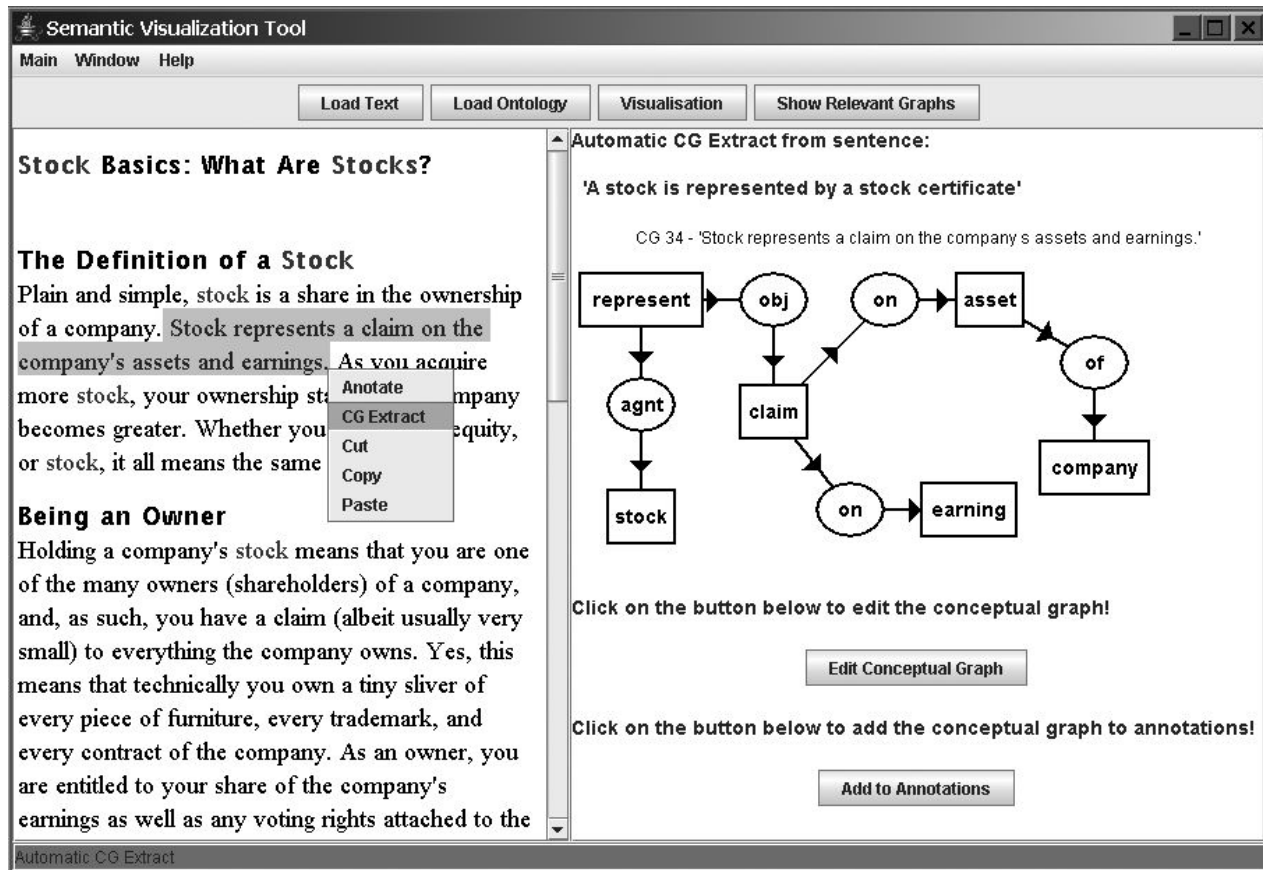 Semantic Visualization Tool
Main Window Help
Load Text Load Ontology Visualisation Show Relevant Graphs
Stock Basics: What Are Stocks?
The Definition of a Stock
Plain and simple, stock is a share in the ownership
of a company. Stock represents a claim on the
company's assets and earnings. As you acquire
more stock, your ownership sta mpany
becomes greater. Whether you equity,
or stock, it all means the same
Anotate
CG Extract
Cut
Copy
Paste
Being an Owner
Holding a company's stock means that you are one
of the many owners (shareholders) of a company,
and, as such, you have a claim (albeit usually very
small) to everything the company owns. Yes, this
means that technically you own a tiny sliver of
every piece of furniture, every trademark, and
every contract of the company. As an owner, you
are entitled to your share of the company's
earnings as well as any voting rights attached to the
Automatic CG Extract from sentence:
'A stock is represented by a stock certificate'
CG 34 - 'Stock represents a claim on the company s assets and earnings.'
represent obj on asset
of
agnt claim
company
stock on earning
Click on the button below to edit the conceptual graph!
Edit Conceptual Graph
Click on the button below to add the conceptual graph to annotations!
Add to Annotations
Automatic CG Extract